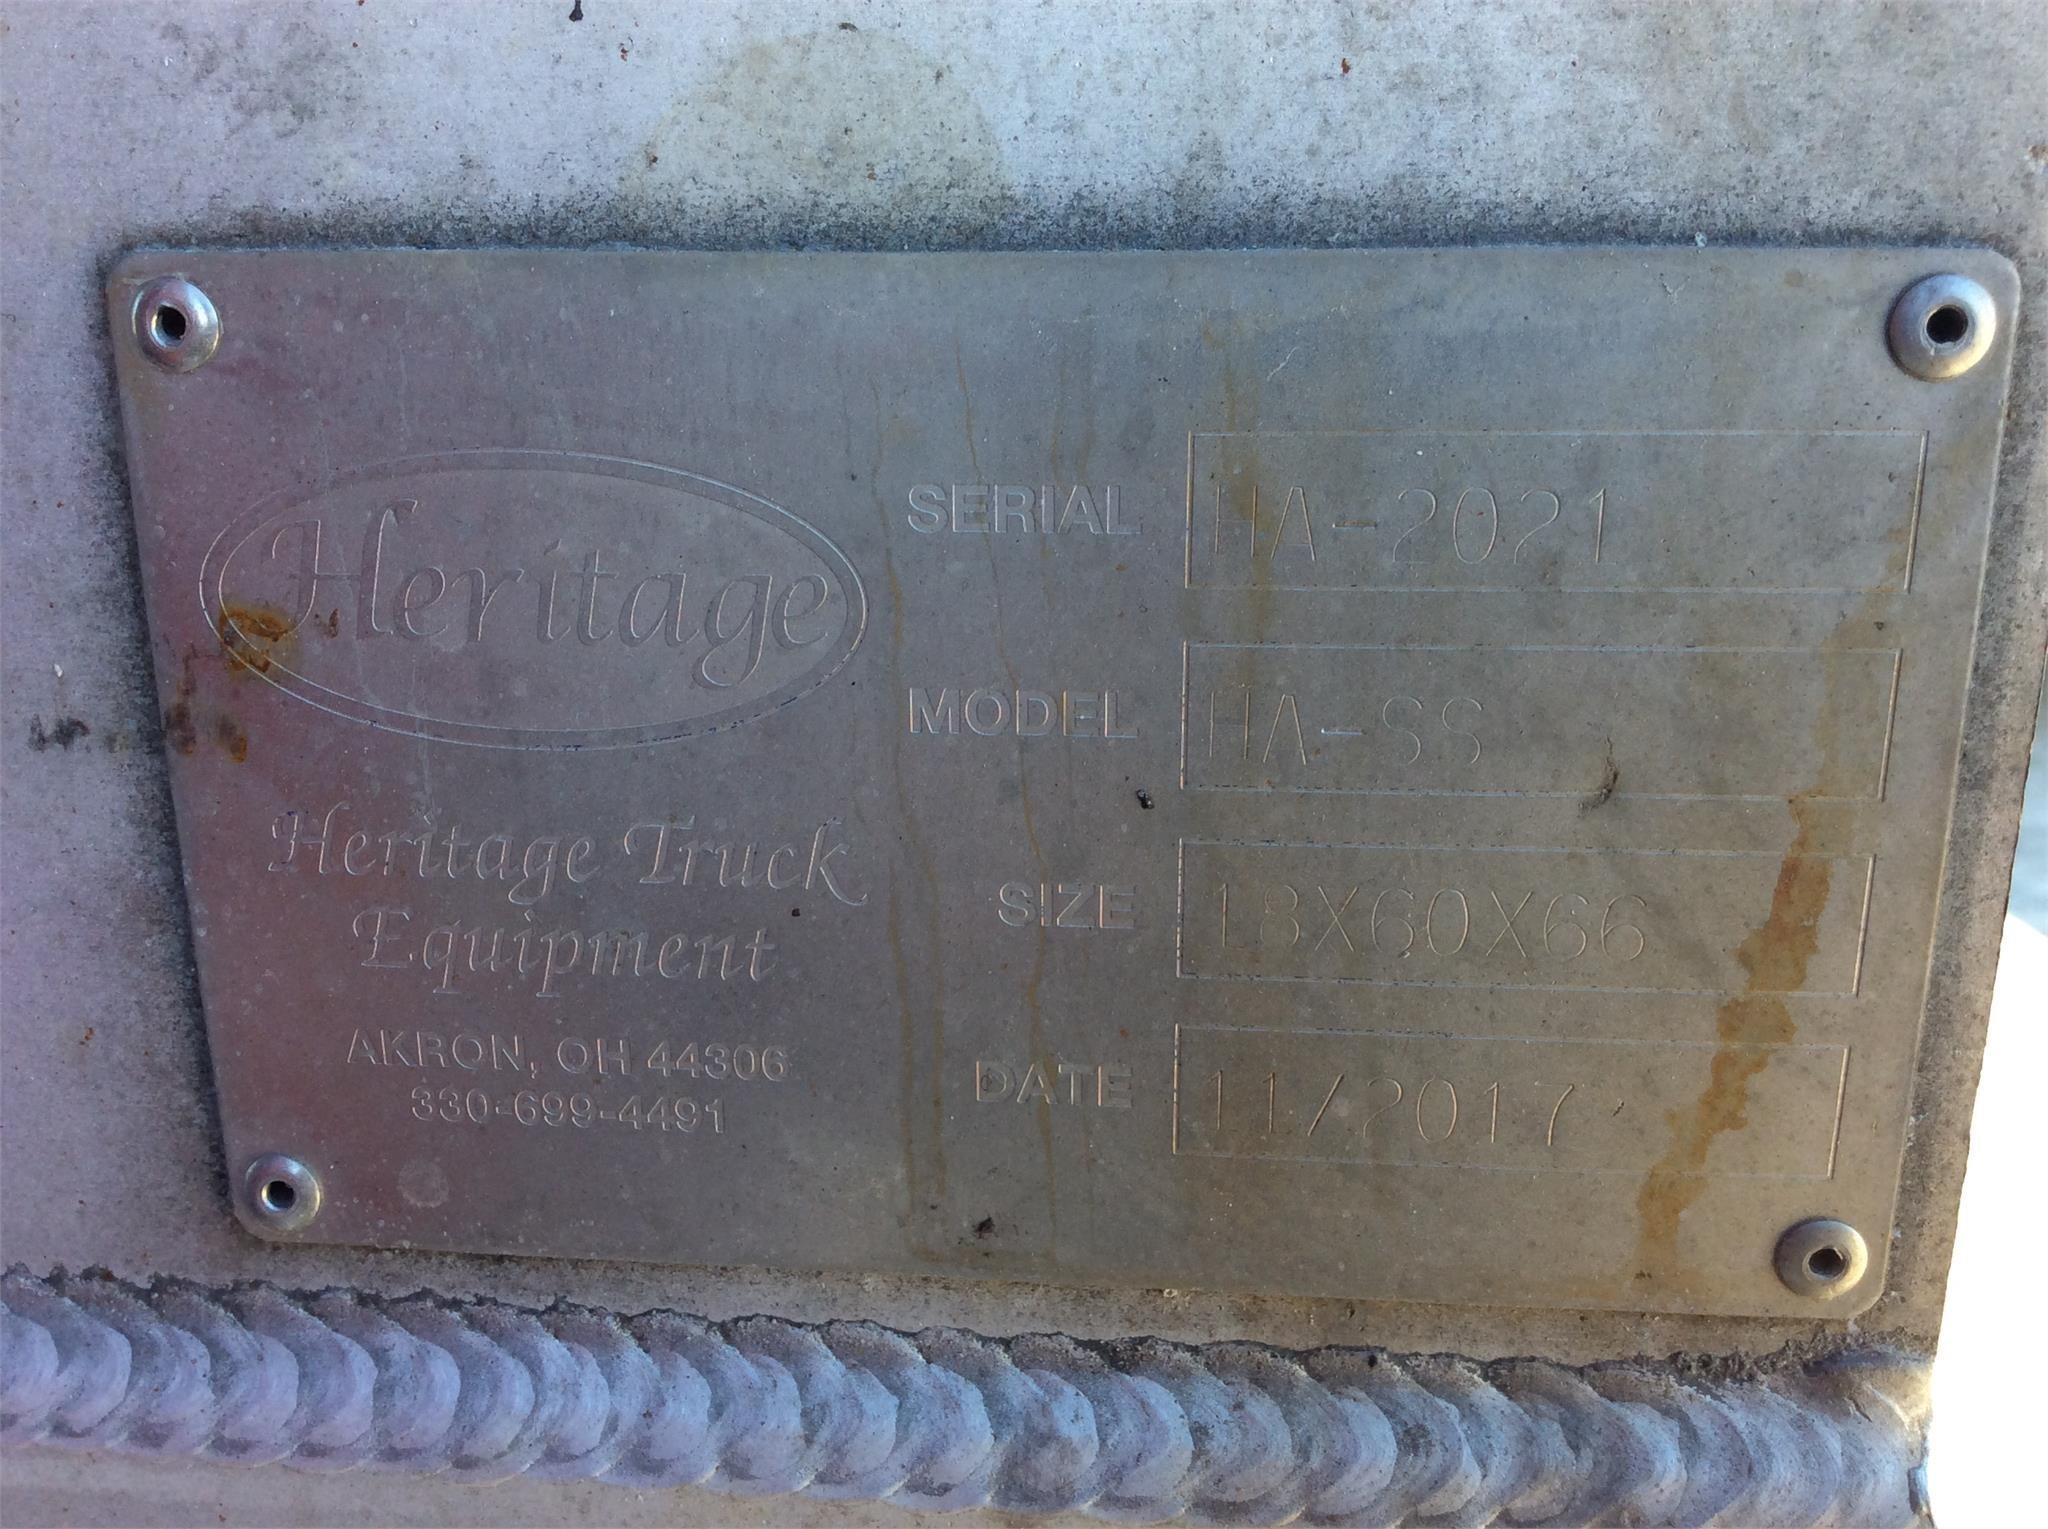 Heritage
Heritage Truck
Equipment
AKRON, OH 44306
330-699-4491
SERIAL HA-2021
MODEL HA-SS
SIZE 18X60X66
DATE 11/2017